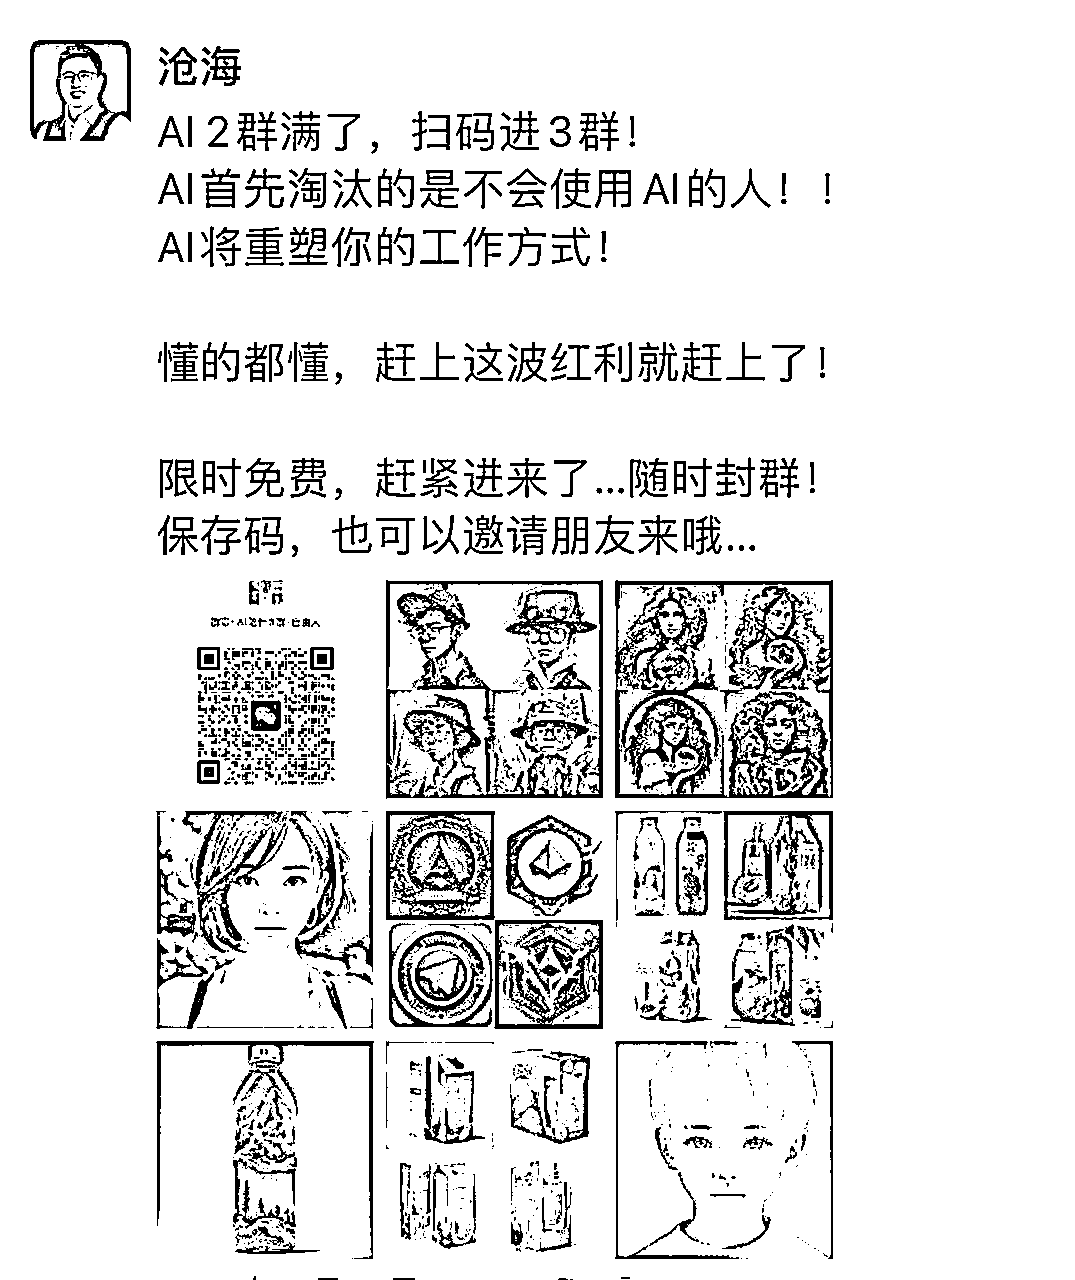 沧海
AI 2群满了，扫码进3群！
AI首先淘汰的是不会使用AI的人！！
AI将重塑你的工作方式！
懂的都懂，赶上这波红利就赶上了！
限时免费，赶紧进来了...随时封群！
保存码，也可以邀请朋友来哦...